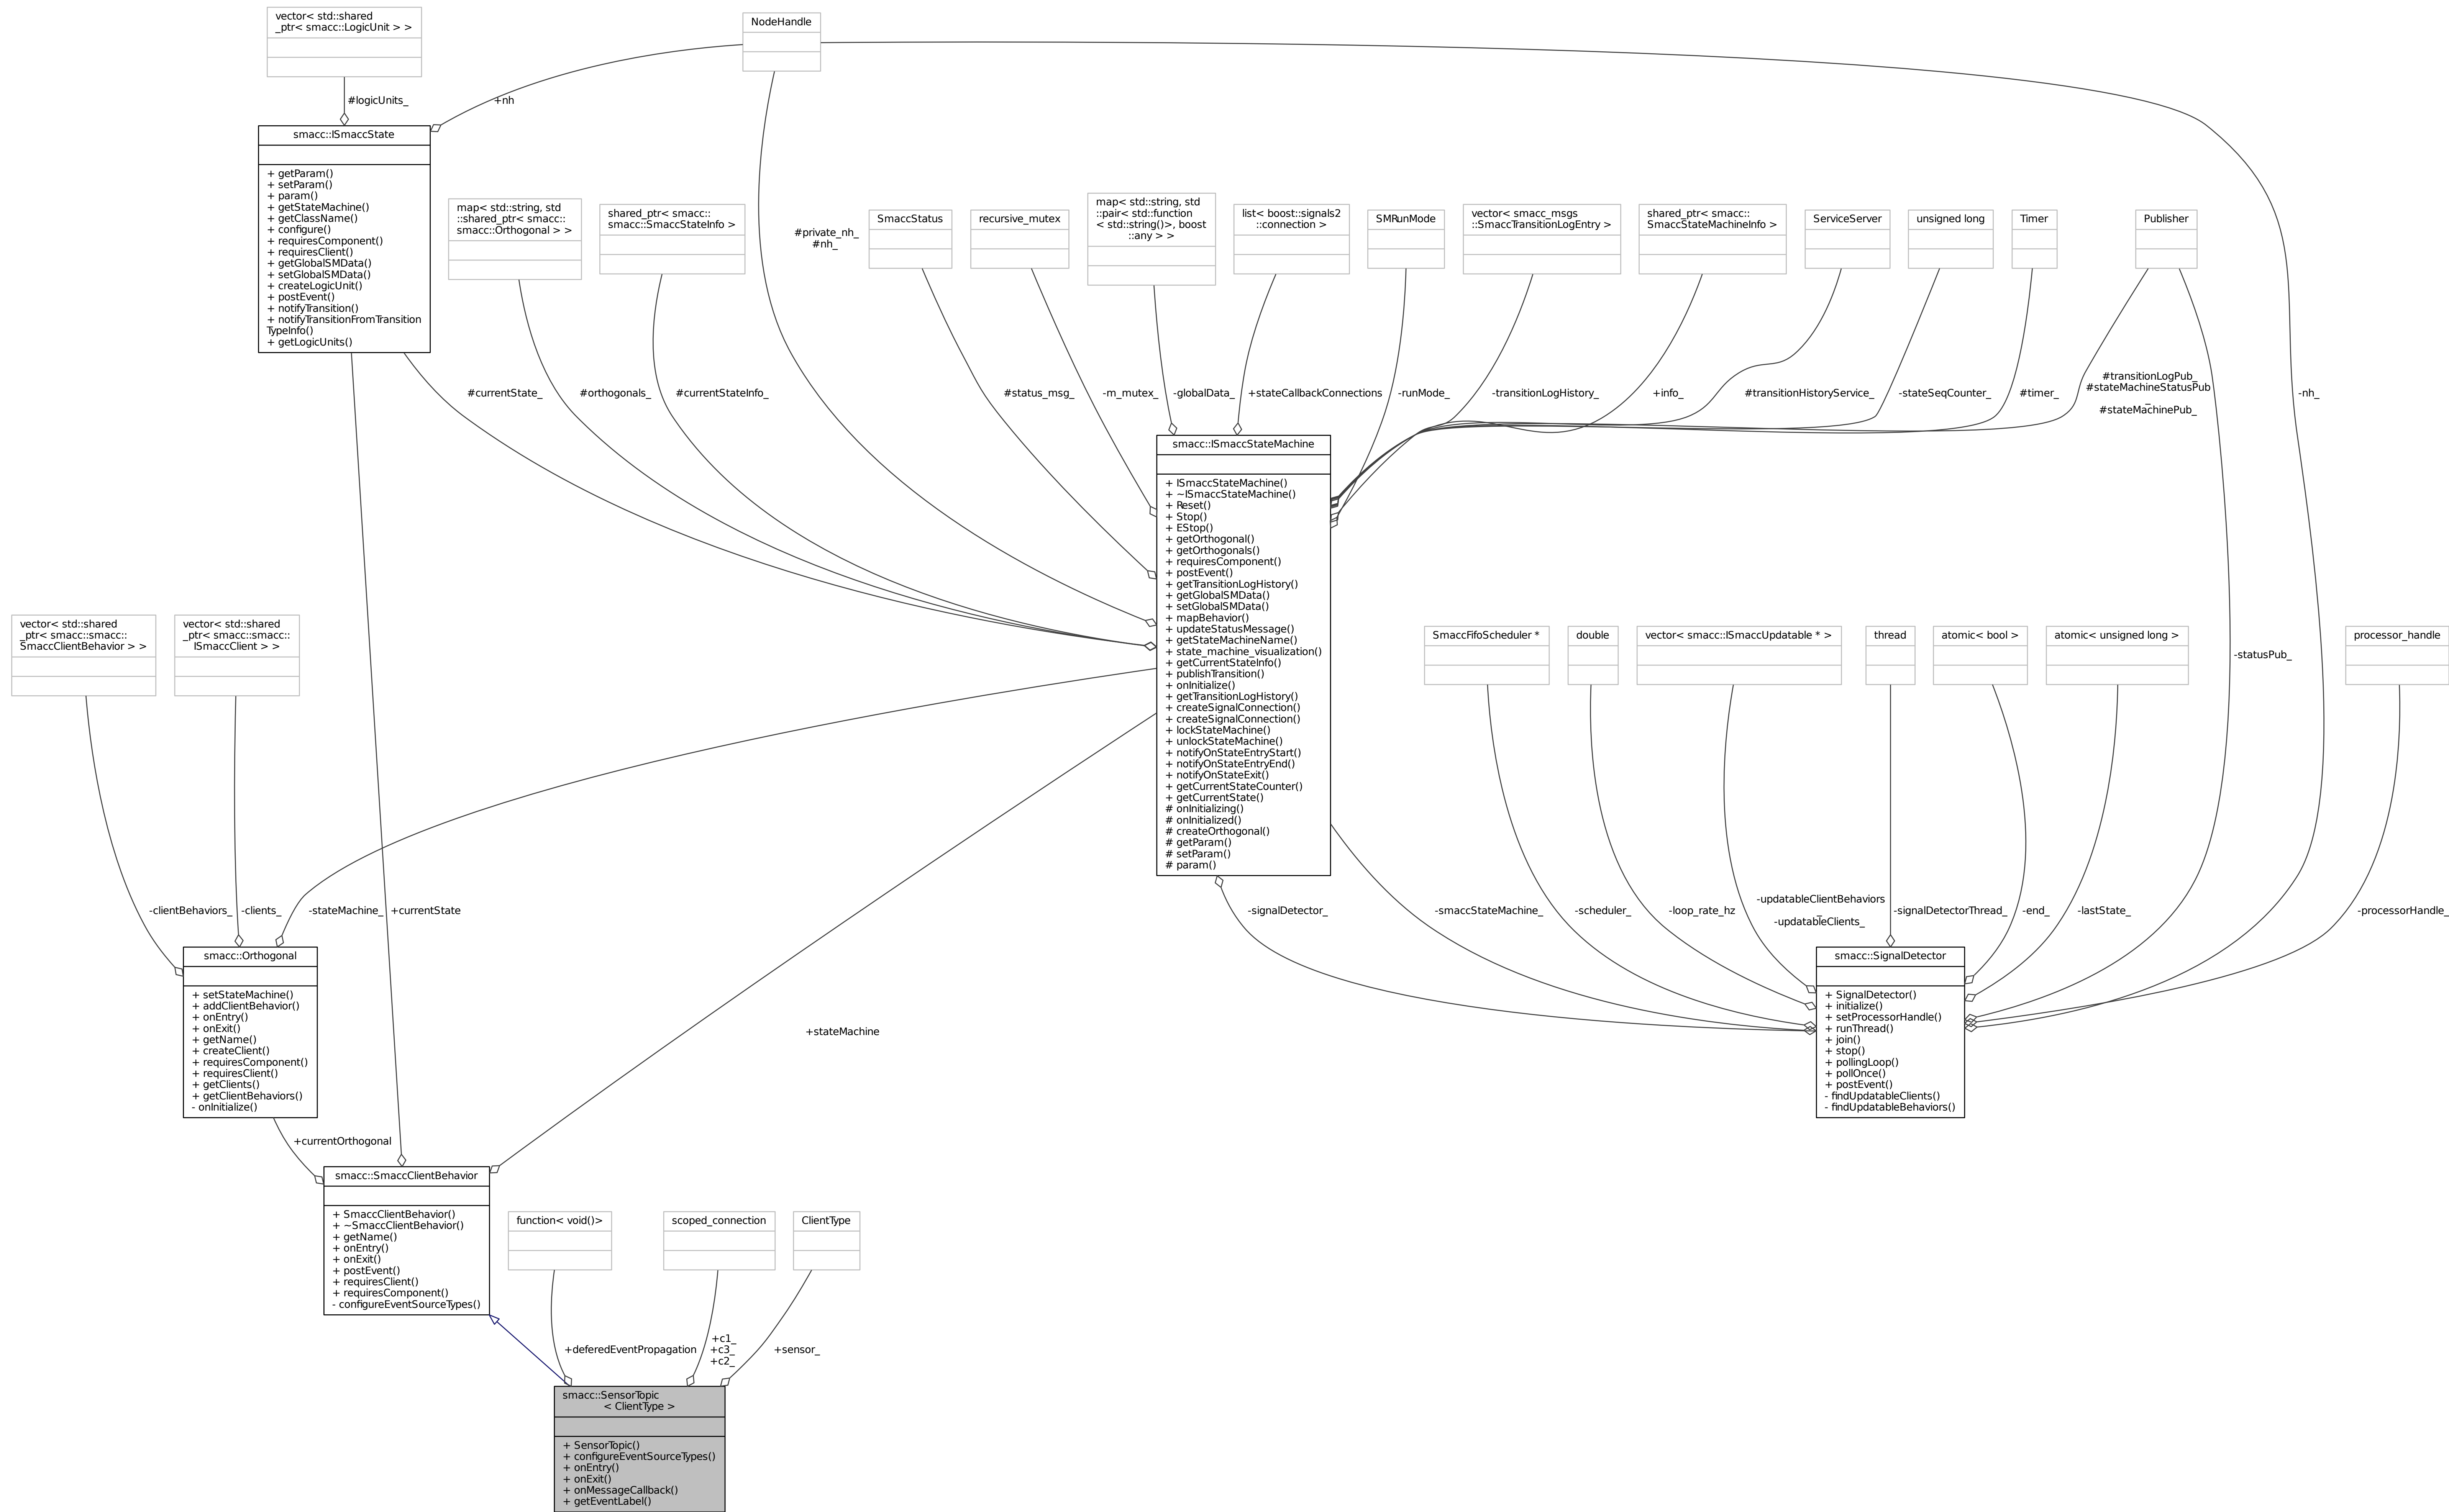 vector< std::shared
_ptr< smacc::LogicUnit > >
NodeHandle
#logicUnits_
+nh
smacc::ISmaccState
+ getParam()
+ setParam()
+ param()
+ getStateMachine()
+ getClassName()
+ configure()
+ requiresComponent()
+ requiresClient()
+ getGlobalSMData()
+ setGlobalSMData()
+ createLogicUnit()
+ postEvent()
+ notifyTransition()
+ notifyTransitionFromTransition
TypeInfo()
+ getLogicUnits()
map< std::string, std
::shared_ptr< smacc::
smacc::Orthogonal > >
shared_ptr< smacc::
smacc::SmaccStateInfo >
#private_nh_
#nh_
SmaccStatus
recursive_mutex
map< std::string, std
::pair< std::function
< std::string()>, boost
::any > >
list< boost::signals2
::connection >
SMRunMode
vector< smacc_msgs
::SmaccTransitionLogEntry >
shared_ptr< smacc::
SmaccStateMachineInfo >
ServiceServer
unsigned long
Timer
Publisher
#currentState_
#orthogonals_
#currentStateInfo_
#status_msg_
-m_mutex_
-globalData_
+stateCallbackConnections
-runMode_
-transitionLogHistory_
+info_
#transitionHistoryService_
-stateSeqCounter_
#timer_
#transitionLogPub_
#stateMachineStatusPub
_
#stateMachinePub_
-nh_
smacc::ISmaccStateMachine
+ ISmaccStateMachine()
+ ~ISmaccStateMachine()
+ Reset()
+ Stop()
+ EStop()
+ getOrthogonal()
+ getOrthogonals()
+ requiresComponent()
+ postEvent()
+ getTransitionLogHistory()
+ getGlobalSMData()
+ setGlobalSMData()
+ mapBehavior()
+ updateStatusMessage()
+ getStateMachineName()
+ state_machine_visualization()
+ getCurrentStateInfo()
+ publishTransition()
+ onInitialize()
+ getTransitionLogHistory()
+ createSignalConnection()
+ createSignalConnection()
+ lockStateMachine()
+ unlockStateMachine()
+ notifyOnStateEntryStart()
+ notifyOnStateEntryEnd()
+ notifyOnStateExit()
+ getCurrentStateCounter()
+ getCurrentState()
# onInitializing()
# onInitialized()
# createOrthogonal()
# getParam()
# setParam()
# param()
vector< std::shared
_ptr< smacc::smacc::
SmaccClientBehavior > >
vector< std::shared
_ptr< smacc::smacc::
ISmaccClient > >
SmaccFifoScheduler *
double
vector< smacc::ISmaccUpdatable * >
thread
atomic< bool >
atomic< unsigned long >
-statusPub_
processor_handle
-clientBehaviors_
-clients_
-stateMachine_
+currentState
-signalDetector_
-smaccStateMachine_
-scheduler_
-loop_rate_hz
-updatableClientBehaviors
_
-updatableClients_
-signalDetectorThread_
-end_
-lastState_
-processorHandle_
smacc::Orthogonal
+ setStateMachine()
+ addClientBehavior()
+ onEntry()
+ onExit()
+ getName()
+ createClient()
+ requiresComponent()
+ requiresClient()
+ getClients()
+ getClientBehaviors()
- onInitialize()
smacc::SignalDetector
+ SignalDetector()
+ initialize()
+ setProcessorHandle()
+ runThread()
+ join()
+ stop()
+ pollingLoop()
+ pollOnce()
+ postEvent()
- findUpdatableClients()
- findUpdatableBehaviors()
+stateMachine
+currentOrthogonal
smacc::SmaccClientBehavior
+ SmaccClientBehavior()
+ ~SmaccClientBehavior()
+ getName()
+ onEntry()
+ onExit()
+ postEvent()
+ requiresClient()
+ requiresComponent()
- configureEventSourceTypes()
function< void()>
scoped_connection
ClientType
+deferedEventPropagation
+c1_
+c3_
+c2_
+sensor_
smacc::SensorTopic
< ClientType >
+ SensorTopic()
+ configureEventSourceTypes()
+ onEntry()
+ onExit()
+ onMessageCallback()
+ getEventLabel()